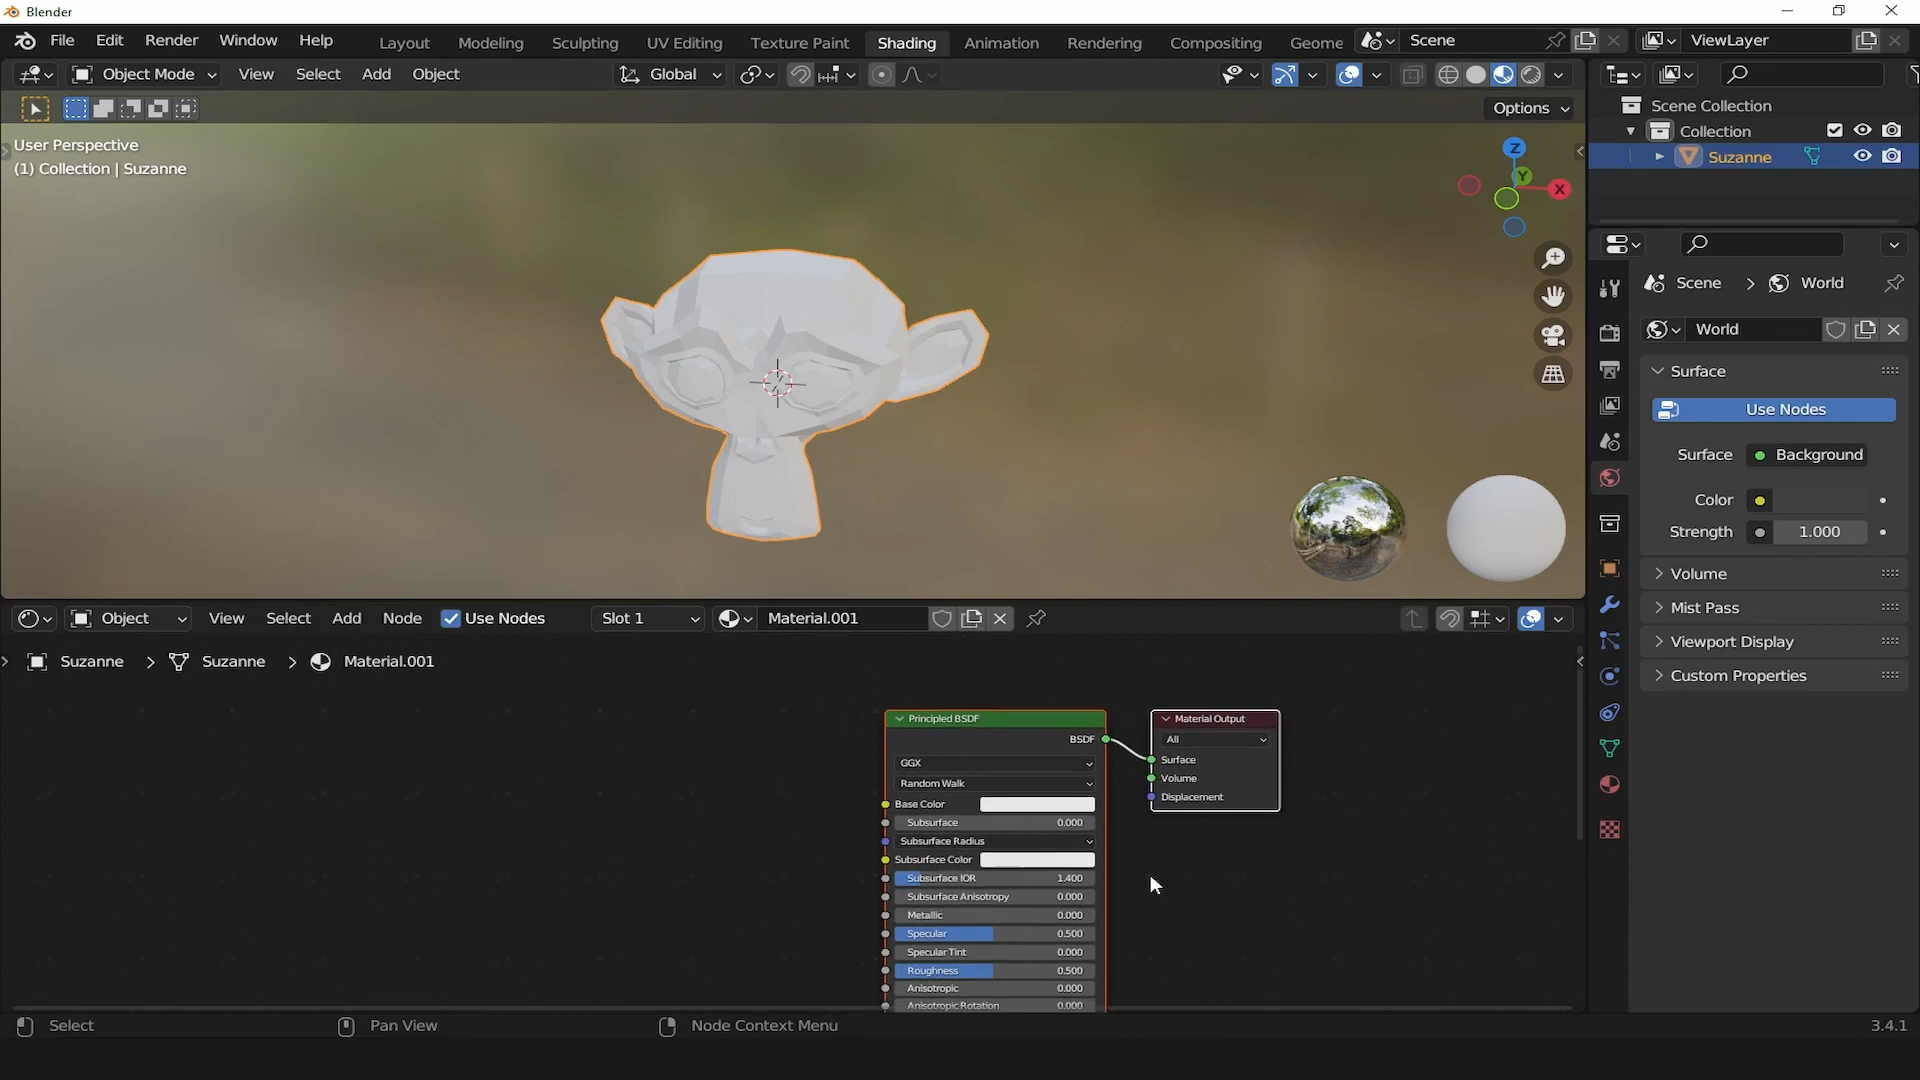 Blender
File Edit Render Window Help Layout Modeling Sculpting UV Editing Texture Paint Shading Animation Rendering Compositing Geome Scene ViewLayer
Object Mode View Select Add Object Global
Options
User Perspective
(1) Collection | Suzanne
Z
Y
X
Scene Collection
Collection
Suzanne
Scene > World
World
Surface
Use Nodes
Surface Background
Color
Strength 1.000
Volume
Mist Pass
Viewport Display
Custom Properties
Object View Select Add Node Use Nodes Slot 1 Material.001
Suzanne > Suzanne > Material.001
Principled BSDF
BSDF
GGX
Random Walk
Base Color
Subsurface 0.000
Subsurface Radius
Subsurface Color
Subsurface IOR 1.400
Subsurface Anisotropy 0.000
Metallic 0.000
Specular 0.500
Specular Tint 0.000
Roughness 0.500
Anisotropic 0.000
Anisotropic Rotation 0.000
Material Output
All
Surface
Volume
Displacement
Select Pan View Node Context Menu 3.4.1